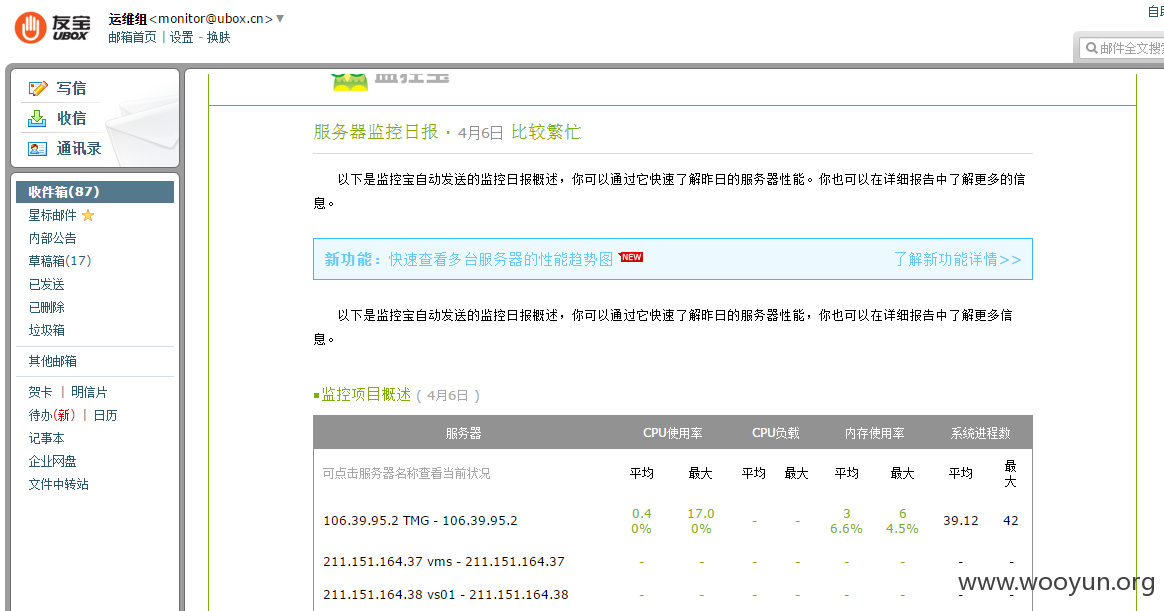 友宝
UBOX
运维组<monitor@ubox.cn>
邮箱首页 | 设置 - 换肤
邮件全文搜索
写信
收信
通讯录
收件箱(87)
星标邮件
内部公告
草稿箱(17)
已发送
已删除
垃圾箱
其他邮箱
贺卡 | 明信片
待办(新) | 日历
记事本
企业网盘
文件中转站
监控宝
服务器监控日报 · 4月6日 比较繁忙
以下是监控宝自动发送的监控日报概述，你可以通过它快速了解昨日的服务器性能。你也可以在详细报告中了解更多的信
息。
新功能：快速查看多台服务器的性能趋势图 NEW 了解新功能详情>>
以下是监控宝自动发送的监控日报概述，你可以通过它快速了解昨日的服务器性能，你也可以在详细报告中了解更多信
息。
监控项目概述 ( 4月6日 )
服务器 CPU使用率 CPU负载 内存使用率 系统进程数
可点击服务器名称查看当前状况 平均 最大 平均 最大 平均 最大 平均 最大
106.39.95.2 TMG - 106.39.95.2 0.40% 17.00% - - 36.6% 64.5% 39.12 42
211.151.164.37 vms - 211.151.164.37 - - - - - - - -
211.151.164.38 vs01 - 211.151.164.38 - - - - - - - -
www.wooyun.org